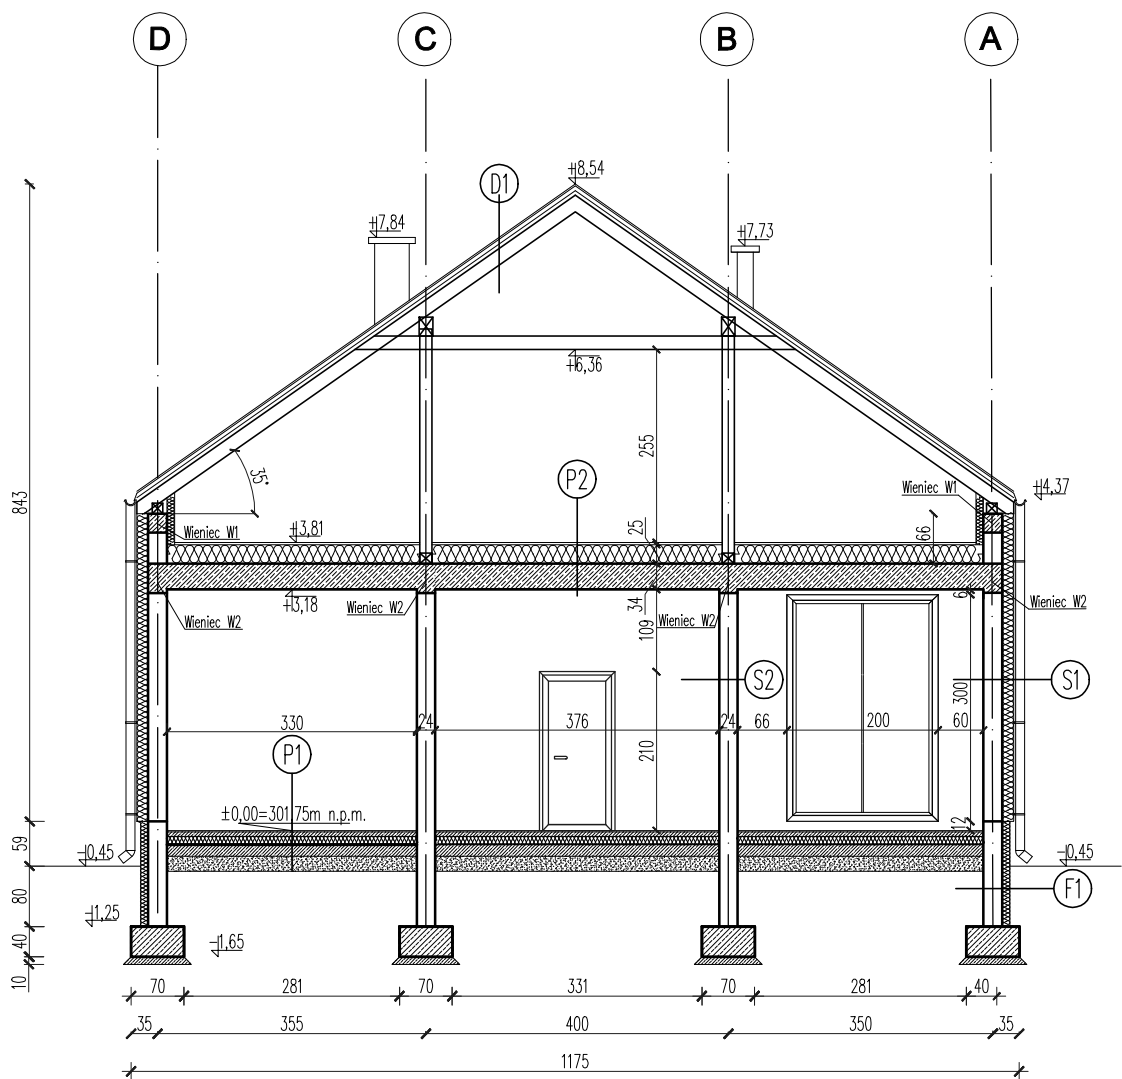 D C B A
+8,54
D1
+7,84
+7,73
+6,36
35°
255
P2
843
+4,37
Wieniec W1
Wieniec W1
+3,81
25
66
+3,18
Wieniec W2
34
6
Wieniec W2
Wieniec W2
109
Wieniec W2
S2
S1
300
330 24 376 24 66 200 60
P1
210
±0,00=301,75m n.p.m.
12
59
-0,45
-0,45
80
F1
-1,25
40
-1,65
10
70 281 70 331 70 281 40
35 355 400 350 35
1175